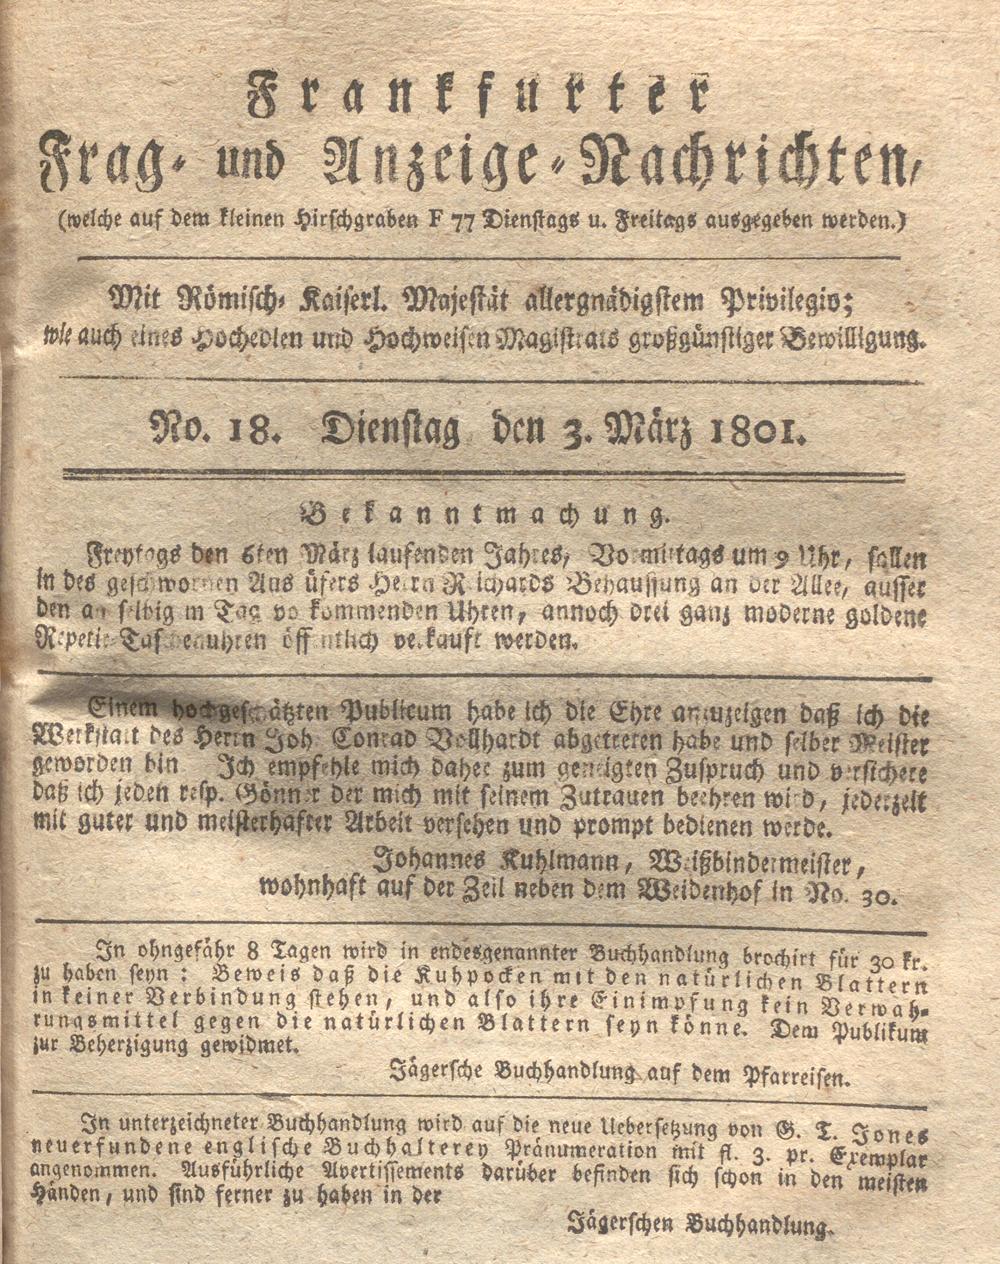 Frankfurter
Frag- und Anzeige-Nachrichten,
(welche auf dem kleinen Hirschgraben F 77 Dienstags u. Freitags ausgegeben werden.)
Mit Römisch-Kaiserl. Majestät allergnädigstem Privilegio;
wie auch eines Hochedlen und Hochweisen Magistrats großgünstiger Bewilligung.
No. 18. Dienstag den 3. März 1801.
Bekanntmachung.
Freytags den 6ten März laufenden Jahres, Vormittags um 9 Uhr, sollen
in des geschwornen Ausrüfers Herrn Reichards Behaussung an der Allee, ausser
den an selbigem Tag vorkommenden Uhren, annoch drei ganz moderne goldene
Repetir-Taschenuhren öffentlich verkauft werden.
Einem hochgeschätzten Publicum habe ich die Ehre anzuzeigen daß ich die
Werkstatt des Herrn Joh. Conrad Vollhardt abgetreten habe und selber Meister
geworden bin. Ich empfehle mich daher zum geneigten Zuspruch und versichere
daß ich jeden resp. Gönner der mich mit seinem Zutrauen beehren wird, jederzeit
mit guter und meisterhafter Arbeit versehen und prompt bedienen werde.
Johannes Kuhlmann, Weißbindermeister,
wohnhaft auf der Zeil neben dem Weidenhof in No. 30.
In ohngefähr 8 Tagen wird in endesgenannter Buchhandlung brochirt für 30 kr.
zu haben seyn: Beweis daß die Kuhpocken mit den natürlichen Blattern
in keiner Verbindung stehen, und also ihre Einimpfung kein Verwah-
rungsmittel gegen die natürlichen Blattern seyn könne. Dem Publikum
zur Beherzigung gewidmet.
Jägersche Buchhandlung auf dem Pfarreisen.
In unterzeichneter Buchhandlung wird auf die neue Uebersetzung von G. T. Jones
neuerfundene englische Buchhalterey Pränumeration mit fl. 3. pr. Exemplar
angenommen. Ausführliche Avertissements darüber befinden sich schon in den meisten
Händen, und sind ferner zu haben in der
Jägerschen Buchhandlung.